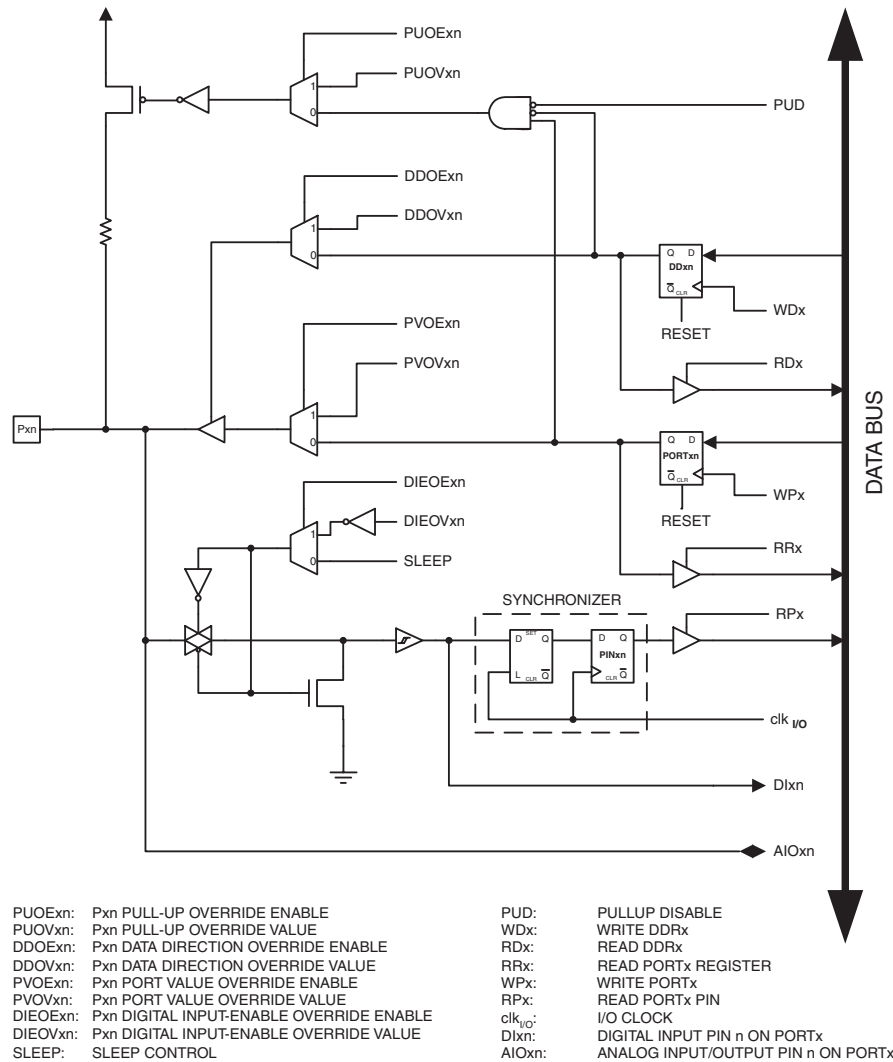 PUOExn
PUOVxn
1
0
PUD
DDOExn
DDOVxn
1
0
Q D
DDxn
Q CLR
WDx
RESET
PVOExn
RDx
PVOVxn
1
Pxn
0
Q D
PORTxn
Q CLR
WPx
RESET
DATA BUS
DIEOExn
DIEOVxn
1
0
SLEEP
RRx
SYNCHRONIZER
RPx
D SET Q
L CLR Q
D Q
PINxn
CLR Q
clk I/O
DIxn
AIOxn
PUOExn: Pxn PULL-UP OVERRIDE ENABLE
PUOVxn: Pxn PULL-UP OVERRIDE VALUE
DDOExn: Pxn DATA DIRECTION OVERRIDE ENABLE
DDOVxn: Pxn DATA DIRECTION OVERRIDE VALUE
PVOExn: Pxn PORT VALUE OVERRIDE ENABLE
PVOVxn: Pxn PORT VALUE OVERRIDE VALUE
DIEOExn: Pxn DIGITAL INPUT-ENABLE OVERRIDE ENABLE
DIEOVxn: Pxn DIGITAL INPUT-ENABLE OVERRIDE VALUE
SLEEP: SLEEP CONTROL
PUD: PULLUP DISABLE
WDx: WRITE DDRx
RDx: READ DDRx
RRx: READ PORTx REGISTER
WPx: WRITE PORTx
RPx: READ PORTx PIN
clkI/O: I/O CLOCK
DIxn: DIGITAL INPUT PIN n ON PORTx
AIOxn: ANALOG INPUT/OUTPUT PIN n ON PORTx